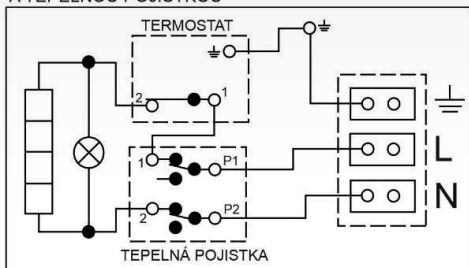 A TEPELNOU POJISTKOU
TERMOSTAT
2
1
1
P1
2
P2
TEPELNÁ POJISTKA
L
N